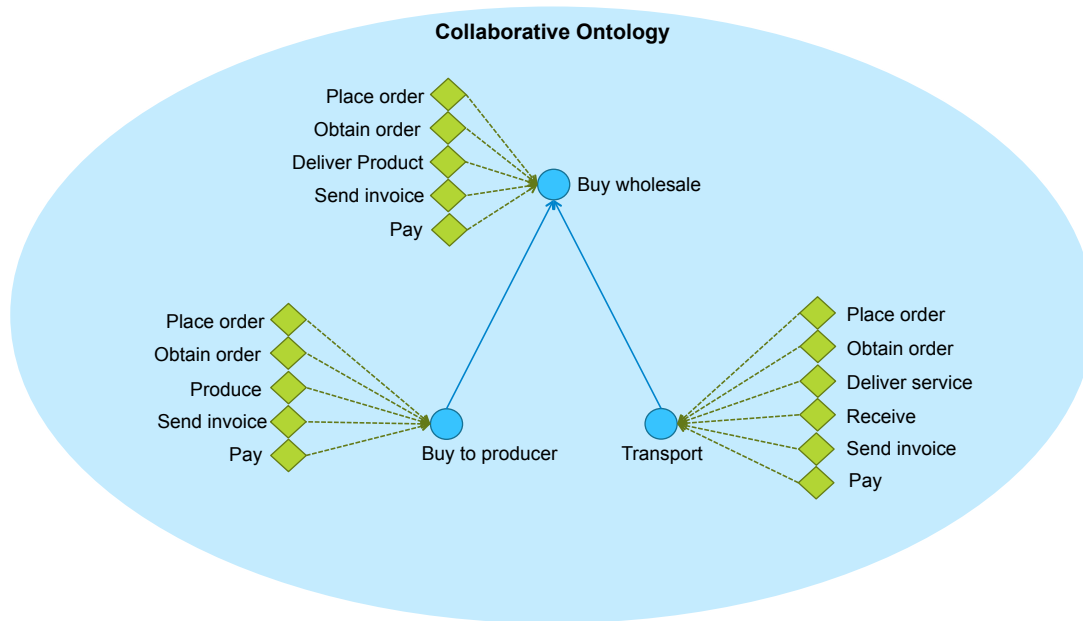 Collaborative Ontology
Place order
Obtain order
Deliver Product
Send invoice
Pay
Buy wholesale
Place order
Obtain order
Produce
Send invoice
Pay
Buy to producer
Transport
Place order
Obtain order
Deliver service
Receive
Send invoice
Pay